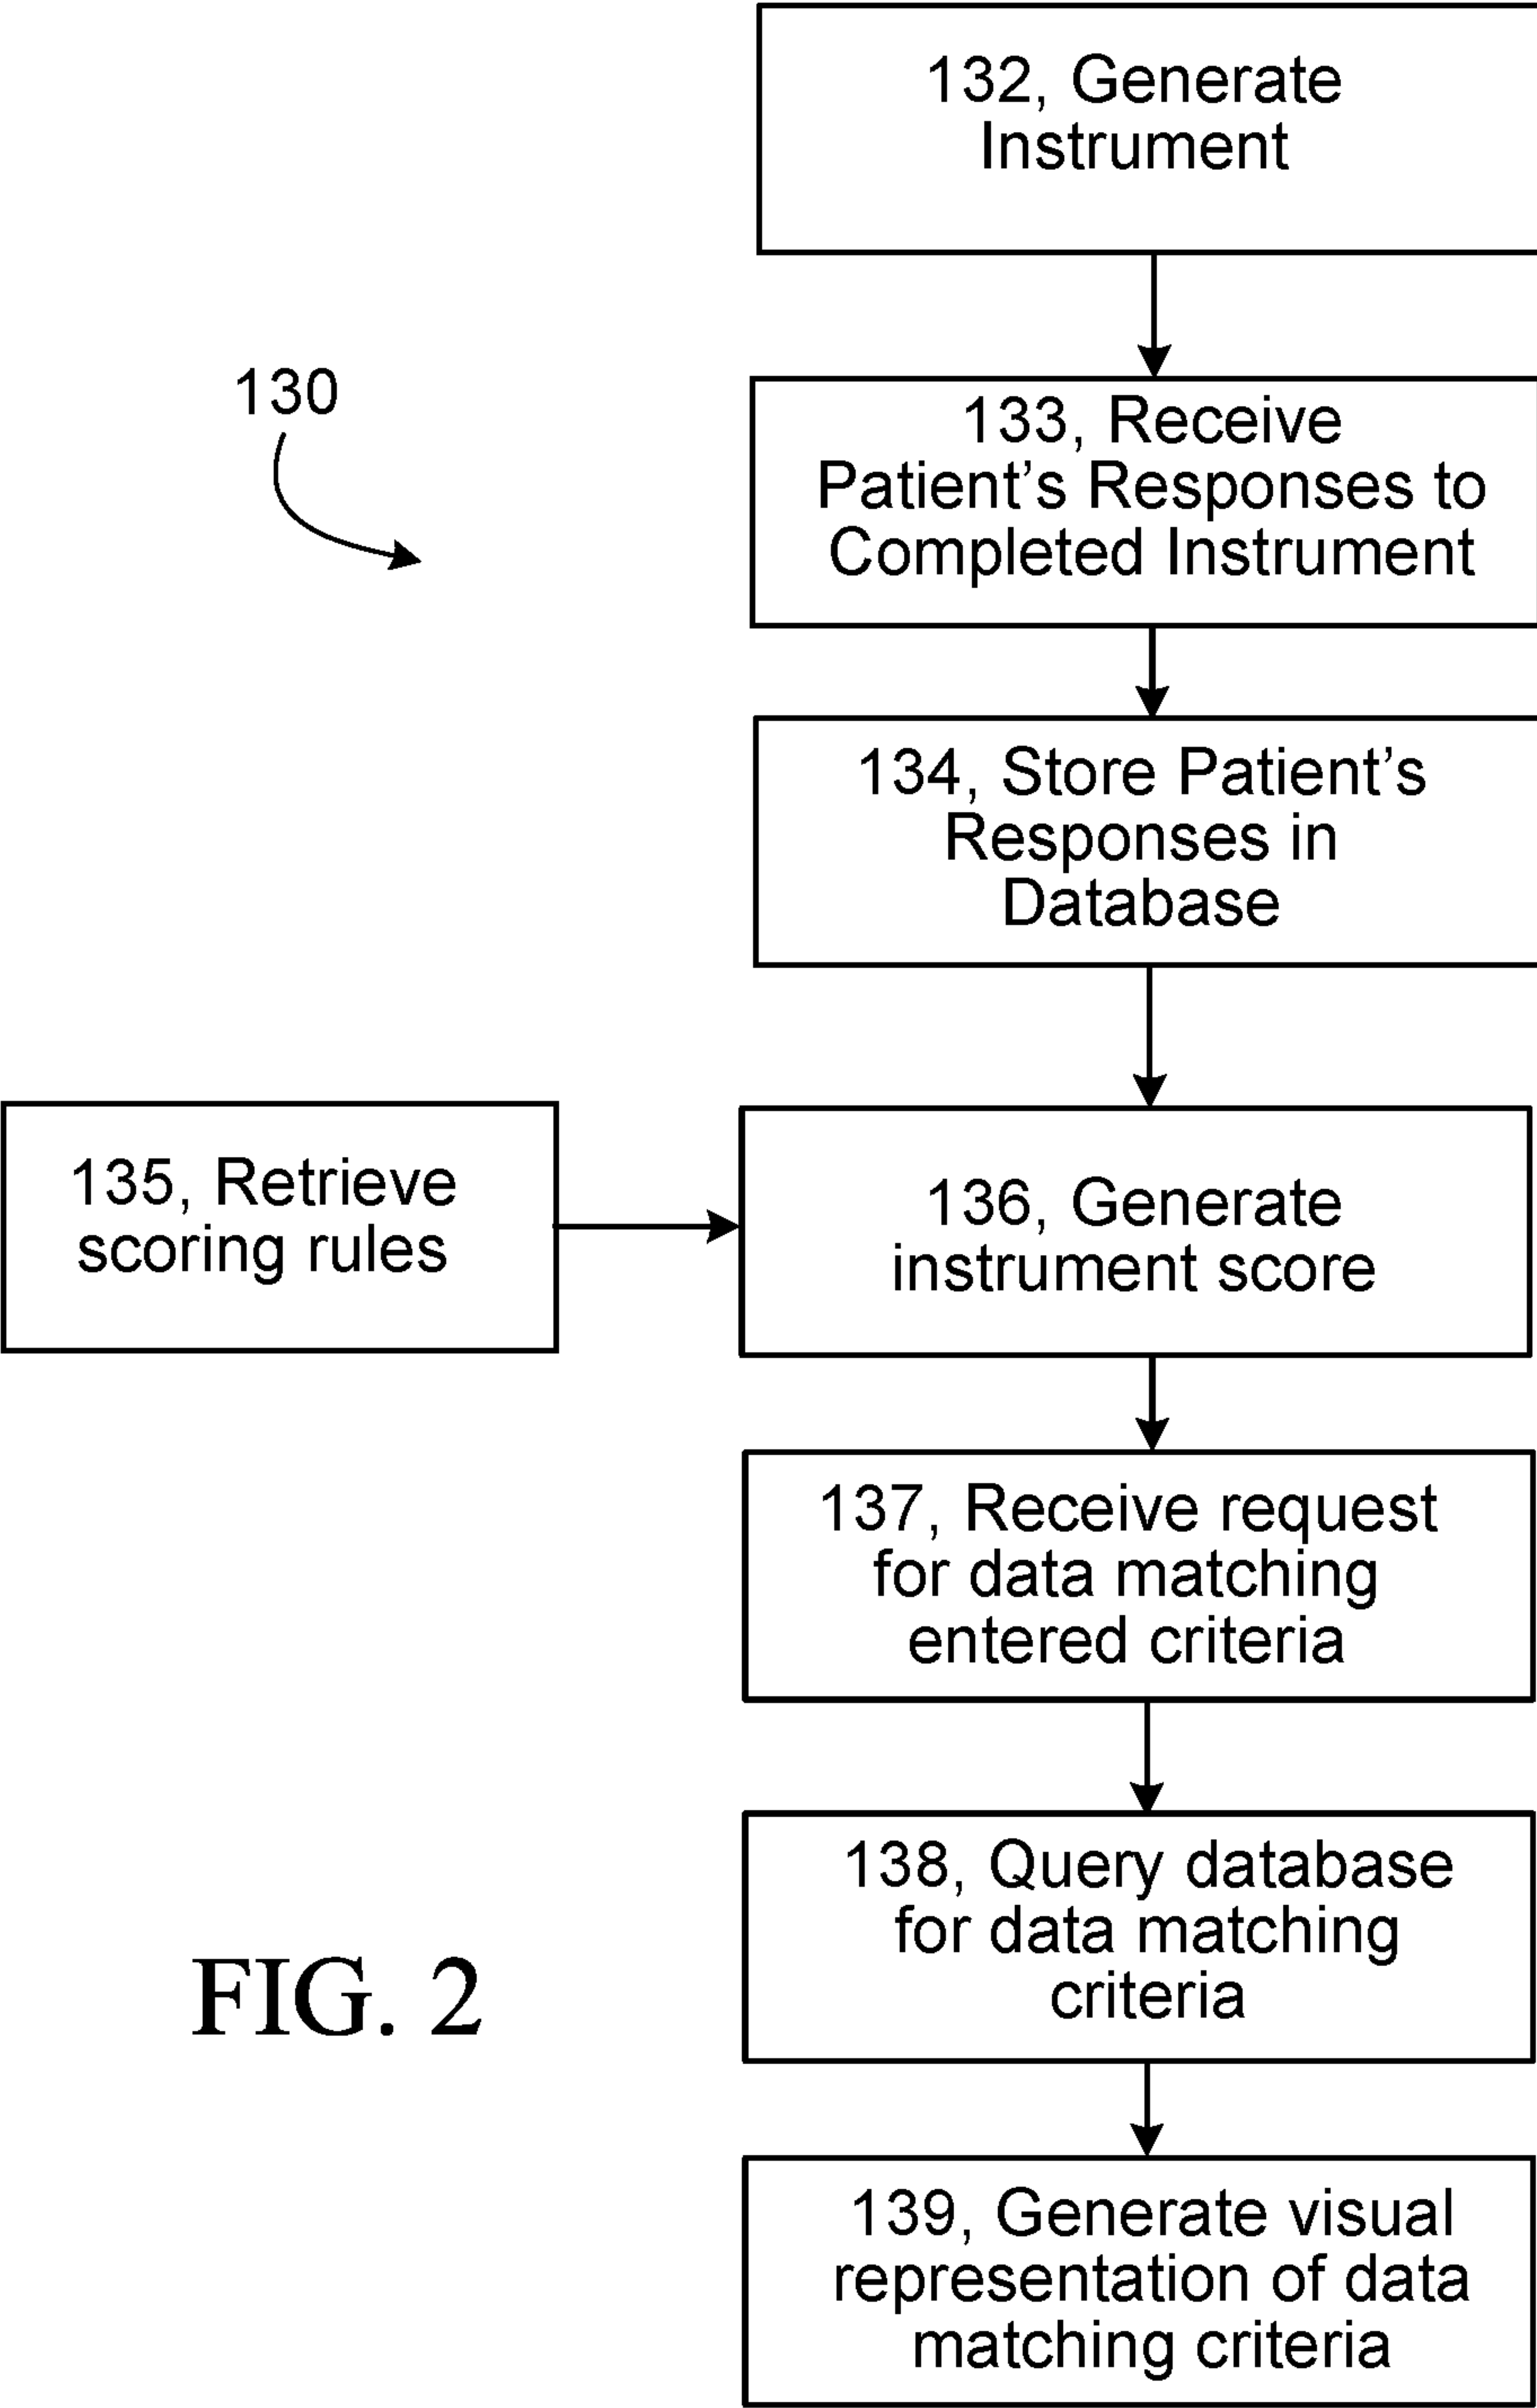 132, Generate
Instrument
130
133, Receive
Patient’s Responses to
Completed Instrument
134, Store Patient’s
Responses in
Database
135, Retrieve
scoring rules
136, Generate
instrument score
137, Receive request
for data matching
entered criteria
138, Query database
for data matching
criteria
FIG. 2
139, Generate visual
representation of data
matching criteria